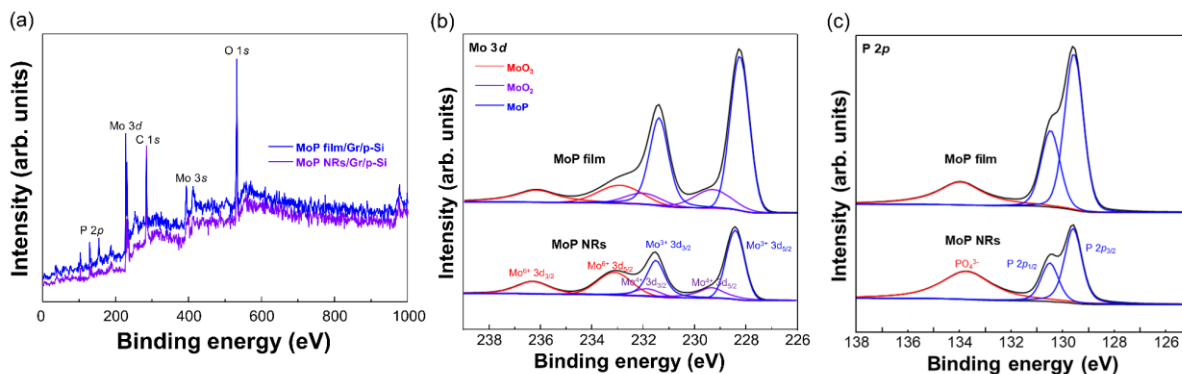 (a)
Intensity (arb. units)
O 1s
Mo 3d
C 1s
Mo 3s
P 2p
MoP film/Gr/p-Si
MoP NRs/Gr/p-Si
0 200 400 600 800 1000
Binding energy (eV)
(b)
Intensity (arb. units)
Mo 3d
MoO₃
MoO₂
MoP
MoP film
MoP NRs
Mo³⁺ 3d₃/₂
Mo³⁺ 3d₅/₂
Mo⁶⁺ 3d₃/₂
Mo⁶⁺ 3d₅/₂
Mo⁴⁺ 3d₃/₂
Mo⁴⁺ 3d₅/₂
238 236 234 232 230 228 226
Binding energy (eV)
(c)
Intensity (arb. units)
P 2p
MoP film
MoP NRs
PO₄³⁻
P 2p₁/₂
P 2p₃/₂
138 136 134 132 130 128 126
Binding energy (eV)